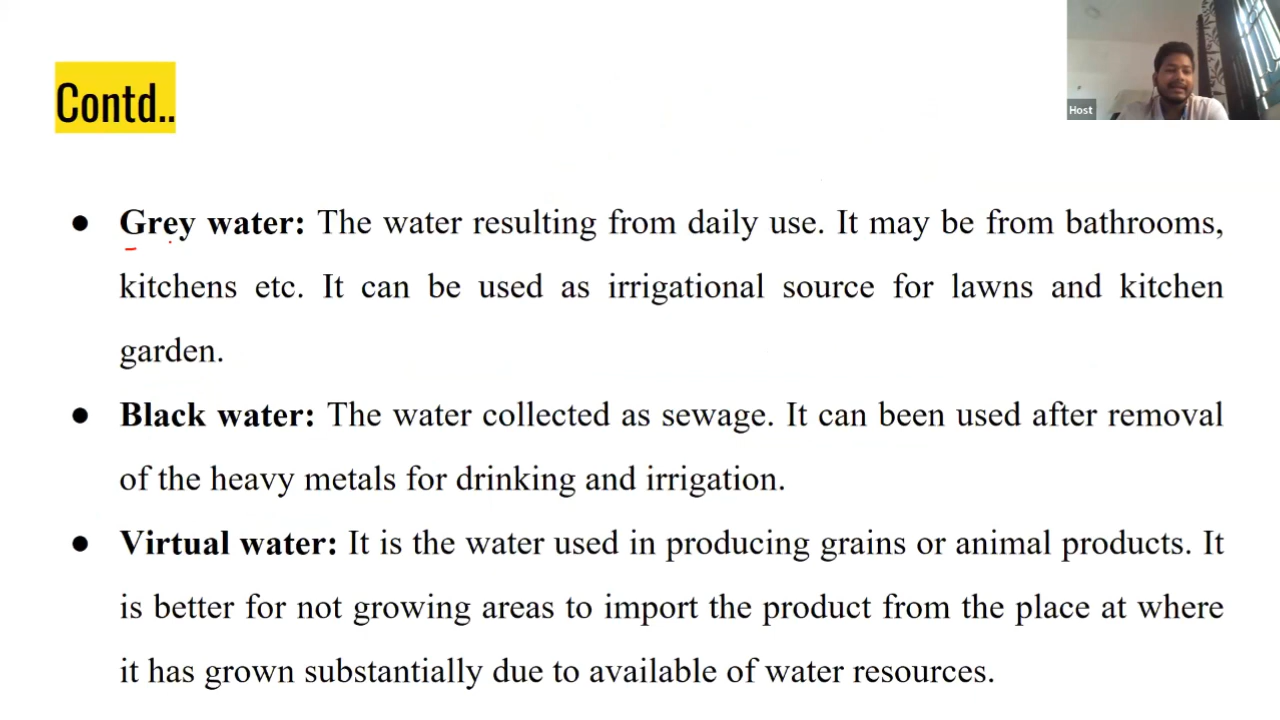 Contd..
Host
● Grey water: The water resulting from daily use. It may be from bathrooms,
kitchens etc. It can be used as irrigational source for lawns and kitchen
garden.
● Black water: The water collected as sewage. It can been used after removal
of the heavy metals for drinking and irrigation.
● Virtual water: It is the water used in producing grains or animal products. It
is better for not growing areas to import the product from the place at where
it has grown substantially due to available of water resources.